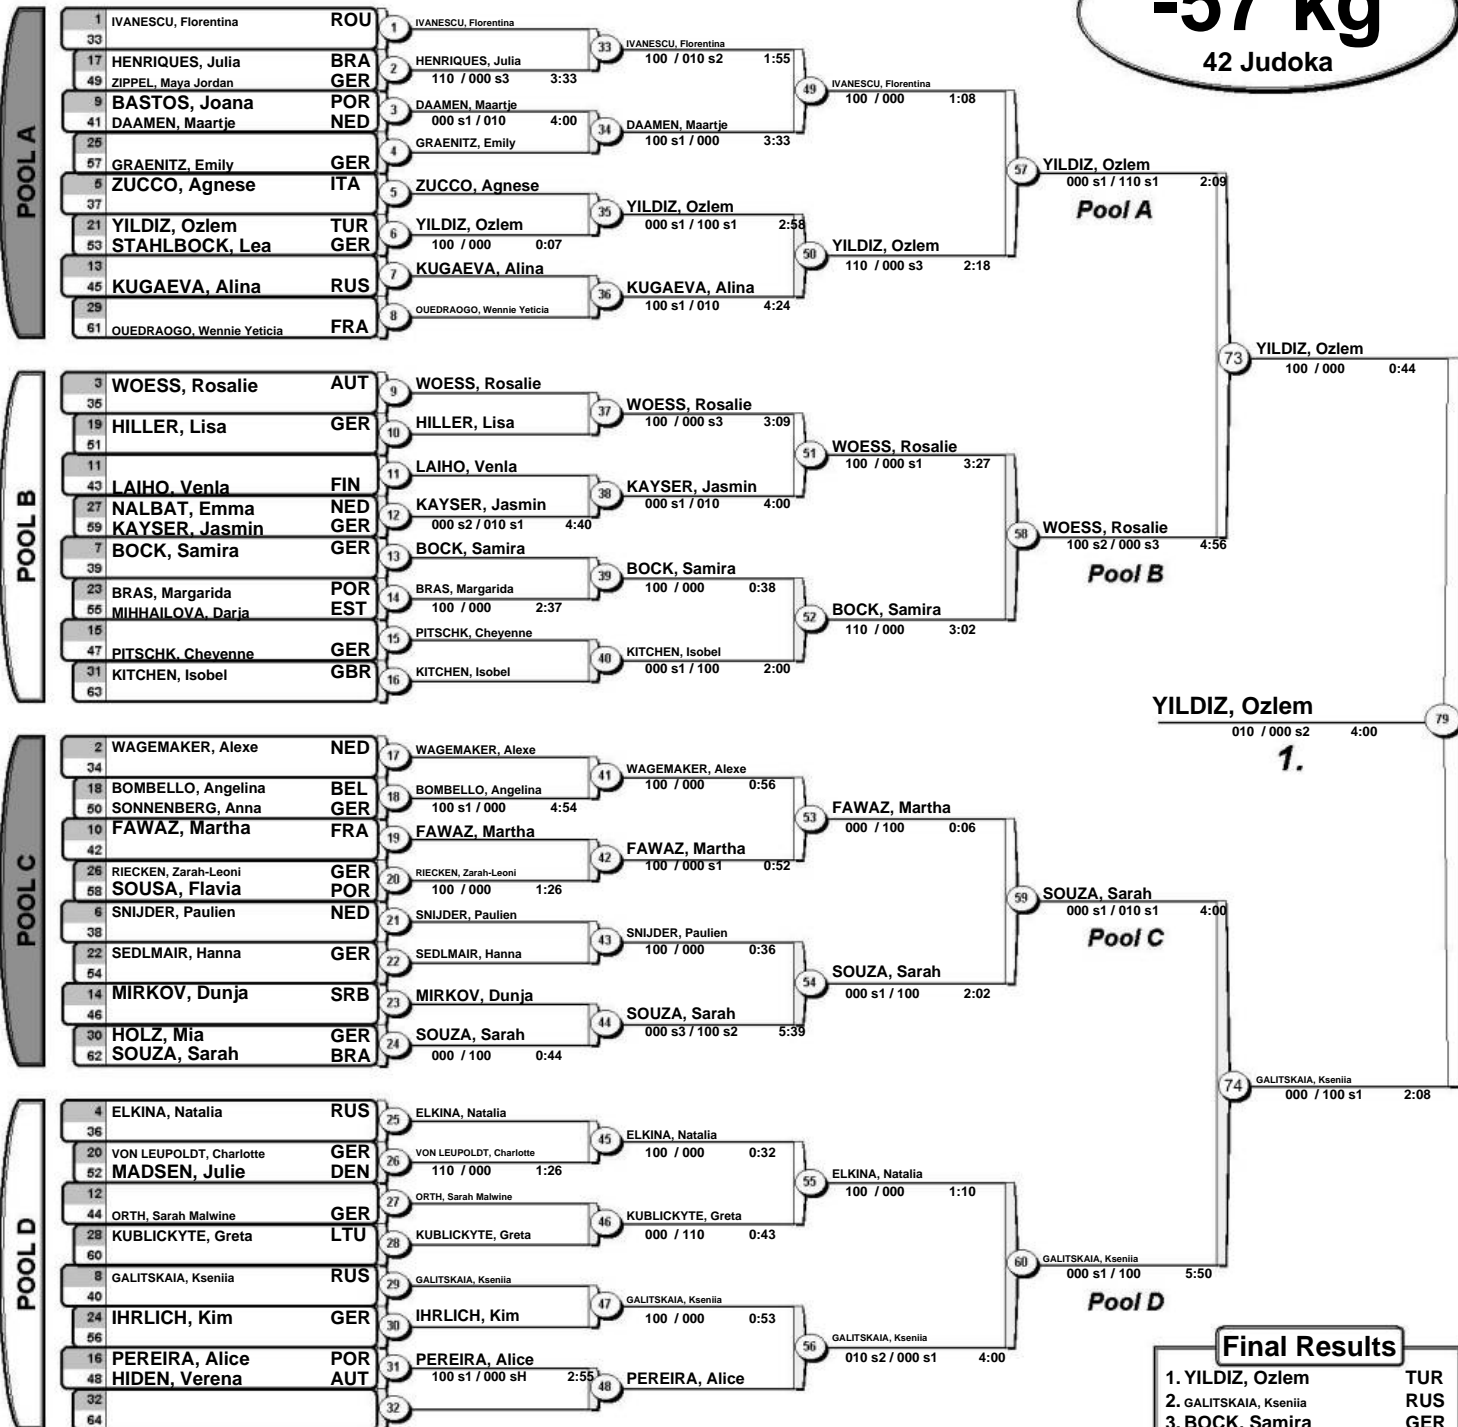 -57 kg
42 Judoka
POOL A
1 IVANESCU, Florentina ROU
33
17 HENRIQUES, Julia BRA
49 ZIPPEL, Maya Jordan GER
9 BASTOS, Joana POR
41 DAAMEN, Maartje NED
25
57 GRAENITZ, Emily GER
5 ZUCCO, Agnese ITA
37
21 YILDIZ, Ozlem TUR
53 STAHLBOCK, Lea GER
13
45 KUGAEVA, Alina RUS
29
61 OUEDRAOGO, Wennie Yeticia FRA
1 IVANESCU, Florentina
2 HENRIQUES, Julia
110 / 000 s3 3:33
3 DAAMEN, Maartje
000 s1 / 010 4:00
4 GRAENITZ, Emily
5 ZUCCO, Agnese
6 YILDIZ, Ozlem
100 / 000 0:07
7 KUGAEVA, Alina
8 OUEDRAOGO, Wennie Yeticia
33 IVANESCU, Florentina
100 / 010 s2 1:55
34 DAAMEN, Maartje
100 s1 / 000 3:33
35 YILDIZ, Ozlem
000 s1 / 100 s1 2:58
36 KUGAEVA, Alina
100 s1 / 010 4:24
49 IVANESCU, Florentina
100 / 000 1:08
50 YILDIZ, Ozlem
110 / 000 s3 2:18
57 YILDIZ, Ozlem
000 s1 / 110 s1 2:09
Pool A
POOL B
3 WOESS, Rosalie AUT
35
19 HILLER, Lisa GER
51
11
43 LAIHO, Venla FIN
27 NALBAT, Emma NED
59 KAYSER, Jasmin GER
7 BOCK, Samira GER
39
23 BRAS, Margarida POR
55 MIHHAILOVA, Darja EST
15
47 PITSCHK, Cheyenne GER
31 KITCHEN, Isobel GBR
63
9 WOESS, Rosalie
10 HILLER, Lisa
11 LAIHO, Venla
12 KAYSER, Jasmin
000 s2 / 010 s1 4:40
13 BOCK, Samira
14 BRAS, Margarida
100 / 000 2:37
15 PITSCHK, Cheyenne
16 KITCHEN, Isobel
37 WOESS, Rosalie
100 / 000 s3 3:09
38 KAYSER, Jasmin
000 s1 / 010 4:00
39 BOCK, Samira
100 / 000 0:38
40 KITCHEN, Isobel
000 s1 / 100 2:00
51 WOESS, Rosalie
100 / 000 s1 3:27
52 BOCK, Samira
110 / 000 3:02
58 WOESS, Rosalie
100 s2 / 000 s3 4:56
Pool B
73 YILDIZ, Ozlem
100 / 000 0:44
YILDIZ, Ozlem 79
010 / 000 s2 4:00
1.
POOL C
2 WAGEMAKER, Alexe NED
34
18 BOMBELLO, Angelina BEL
50 SONNENBERG, Anna GER
10 FAWAZ, Martha FRA
42
26 RIECKEN, Zarah-Leoni GER
58 SOUSA, Flavia POR
6 SNIJDER, Paulien NED
38
22 SEDLMAIR, Hanna GER
54
14 MIRKOV, Dunja SRB
46
30 HOLZ, Mia GER
62 SOUZA, Sarah BRA
17 WAGEMAKER, Alexe
18 BOMBELLO, Angelina
100 s1 / 000 4:54
19 FAWAZ, Martha
20 RIECKEN, Zarah-Leoni
100 / 000 1:26
21 SNIJDER, Paulien
22 SEDLMAIR, Hanna
23 MIRKOV, Dunja
24 SOUZA, Sarah
000 / 100 0:44
41 WAGEMAKER, Alexe
100 / 000 0:56
42 FAWAZ, Martha
100 / 000 s1 0:52
43 SNIJDER, Paulien
100 / 000 0:36
44 SOUZA, Sarah
000 s3 / 100 s2 5:39
53 FAWAZ, Martha
000 / 100 0:06
54 SOUZA, Sarah
000 s1 / 100 2:02
59 SOUZA, Sarah
000 s1 / 010 s1 4:00
Pool C
POOL D
4 ELKINA, Natalia RUS
36
20 VON LEUPOLDT, Charlotte GER
52 MADSEN, Julie DEN
12
44 ORTH, Sarah Malwine GER
28 KUBLICKYTE, Greta LTU
60
8 GALITSKAIA, Kseniia RUS
40
24 IHRLICH, Kim GER
56
16 PEREIRA, Alice POR
48 HIDEN, Verena AUT
32
64
25 ELKINA, Natalia
26 VON LEUPOLDT, Charlotte
110 / 000 1:26
27 ORTH, Sarah Malwine
28 KUBLICKYTE, Greta
29 GALITSKAIA, Kseniia
30 IHRLICH, Kim
31 PEREIRA, Alice
100 s1 / 000 sH 2:55
32
45 ELKINA, Natalia
100 / 000 0:32
46 KUBLICKYTE, Greta
000 / 110 0:43
47 GALITSKAIA, Kseniia
100 / 000 0:53
48 PEREIRA, Alice
55 ELKINA, Natalia
100 / 000 1:10
56 GALITSKAIA, Kseniia
010 s2 / 000 s1 4:00
60 GALITSKAIA, Kseniia
000 s1 / 100 5:50
Pool D
74 GALITSKAIA, Kseniia
000 / 100 s1 2:08
Final Results
1. YILDIZ, Ozlem TUR
2. GALITSKAIA, Kseniia RUS
3. BOCK, Samira GER